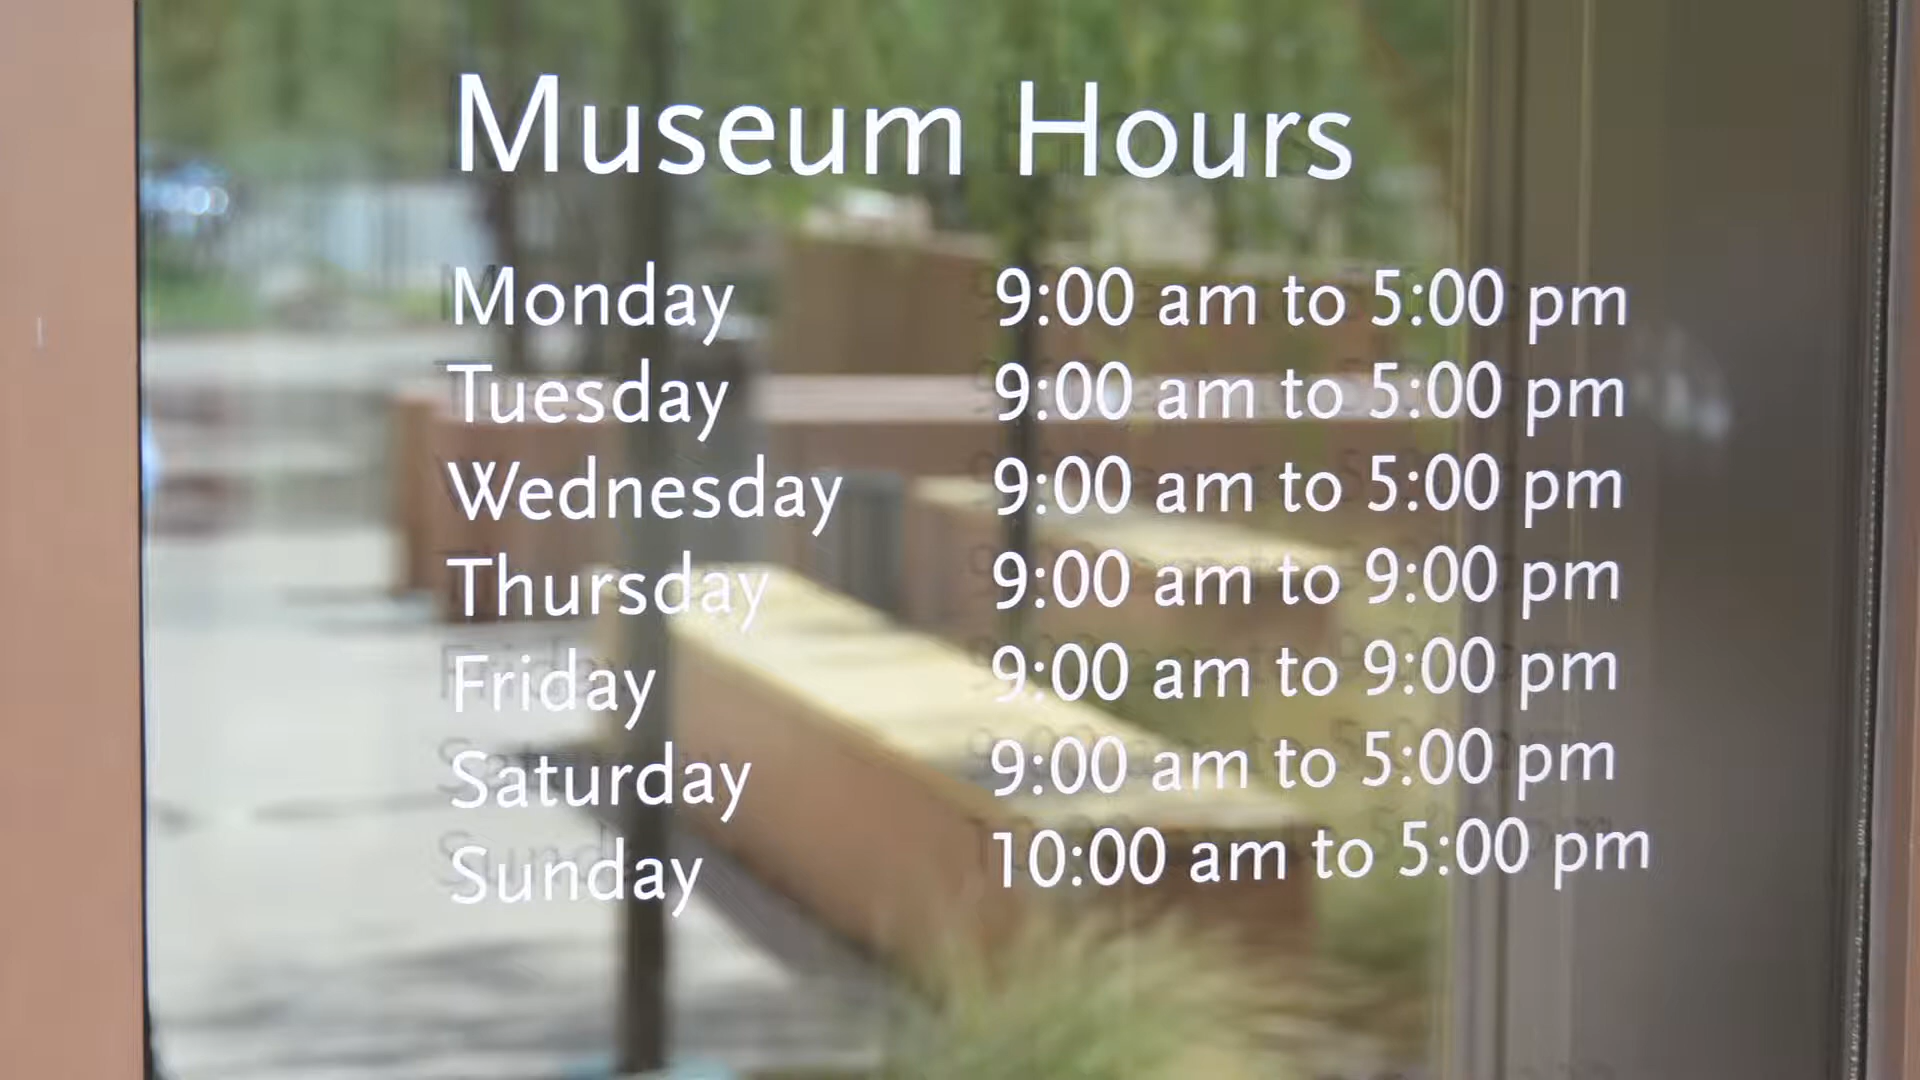 Museum Hours
Monday 9:00 am to 5:00 pm
Tuesday 9:00 am to 5:00 pm
Wednesday 9:00 am to 5:00 pm
Thursday 9:00 am to 9:00 pm
Friday 9:00 am to 9:00 pm
Saturday 9:00 am to 5:00 pm
Sunday 10:00 am to 5:00 pm